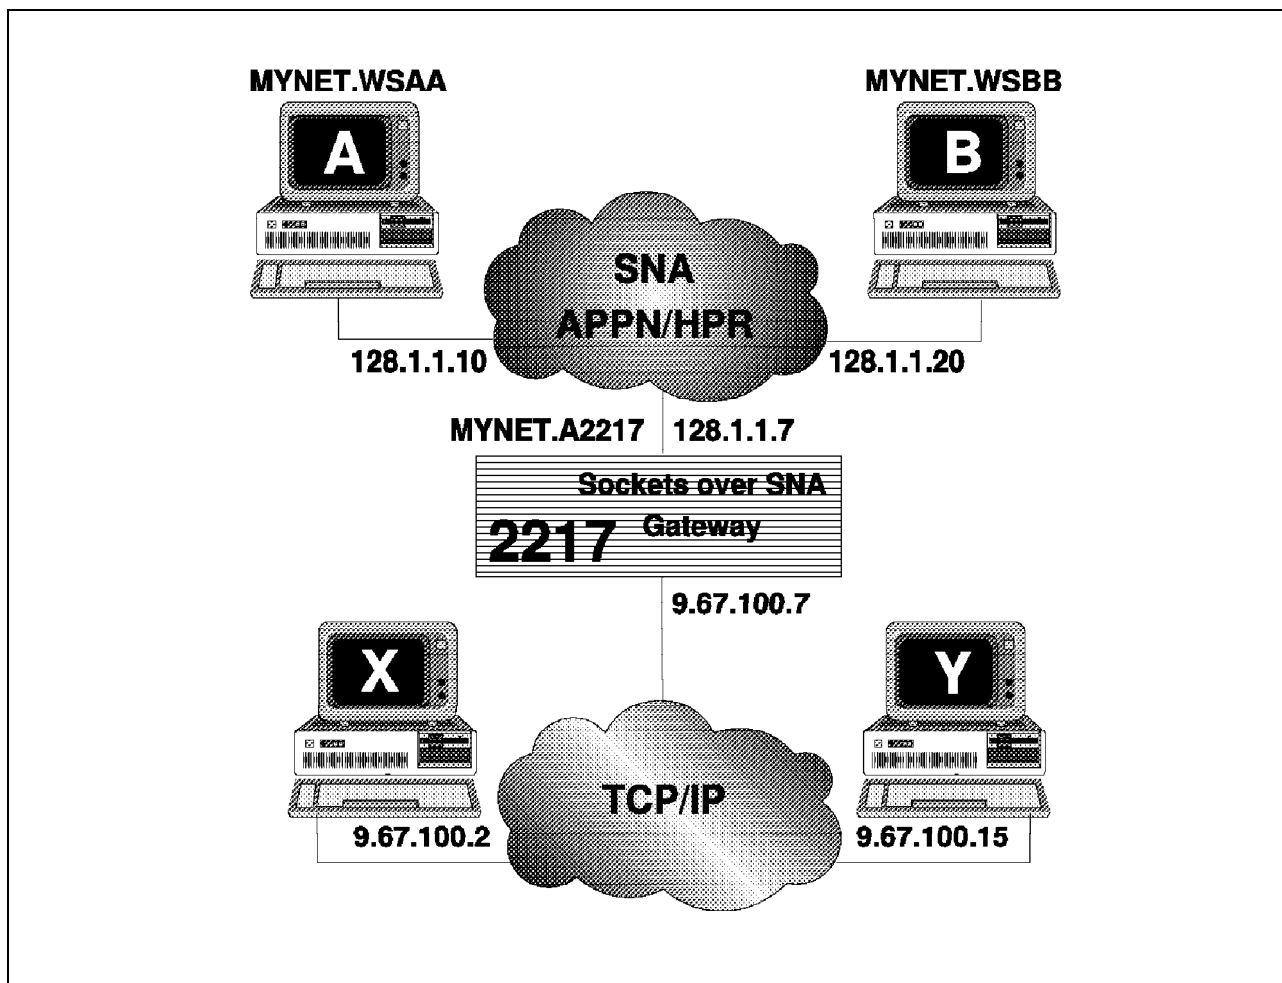 MYNET.WSAA
MYNET.WSBB
A
B
SNA
APPN/HPR
128.1.1.10
128.1.1.20
MYNET.A2217
128.1.1.7
Sockets over SNA
Gateway
2217
9.67.100.7
X
Y
TCP/IP
9.67.100.2
9.67.100.15